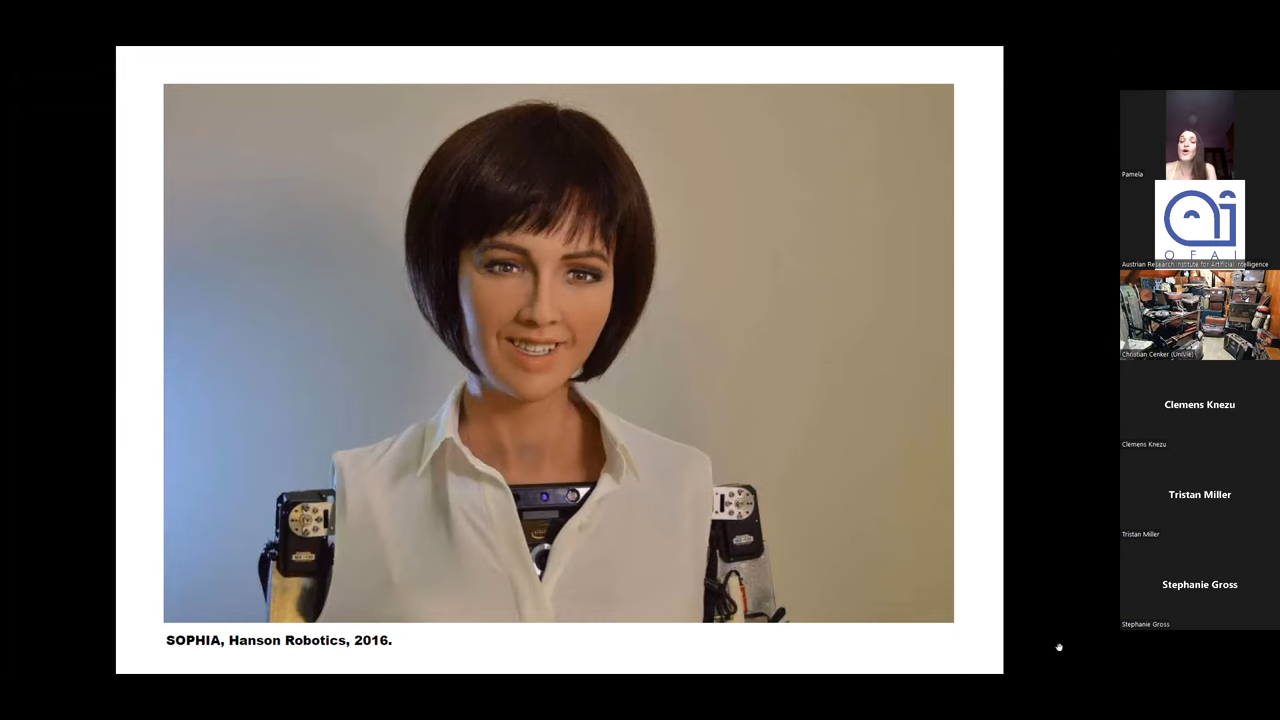 SOPHIA, Hanson Robotics, 2016.
Pamela
OFAI
Austrian Research Institute for Artificial Intelligence
Christian Cenker (UniVie)
Clemens Knezu
Clemens Knezu
Tristan Miller
Tristan Miller
Stephanie Gross
Stephanie Gross